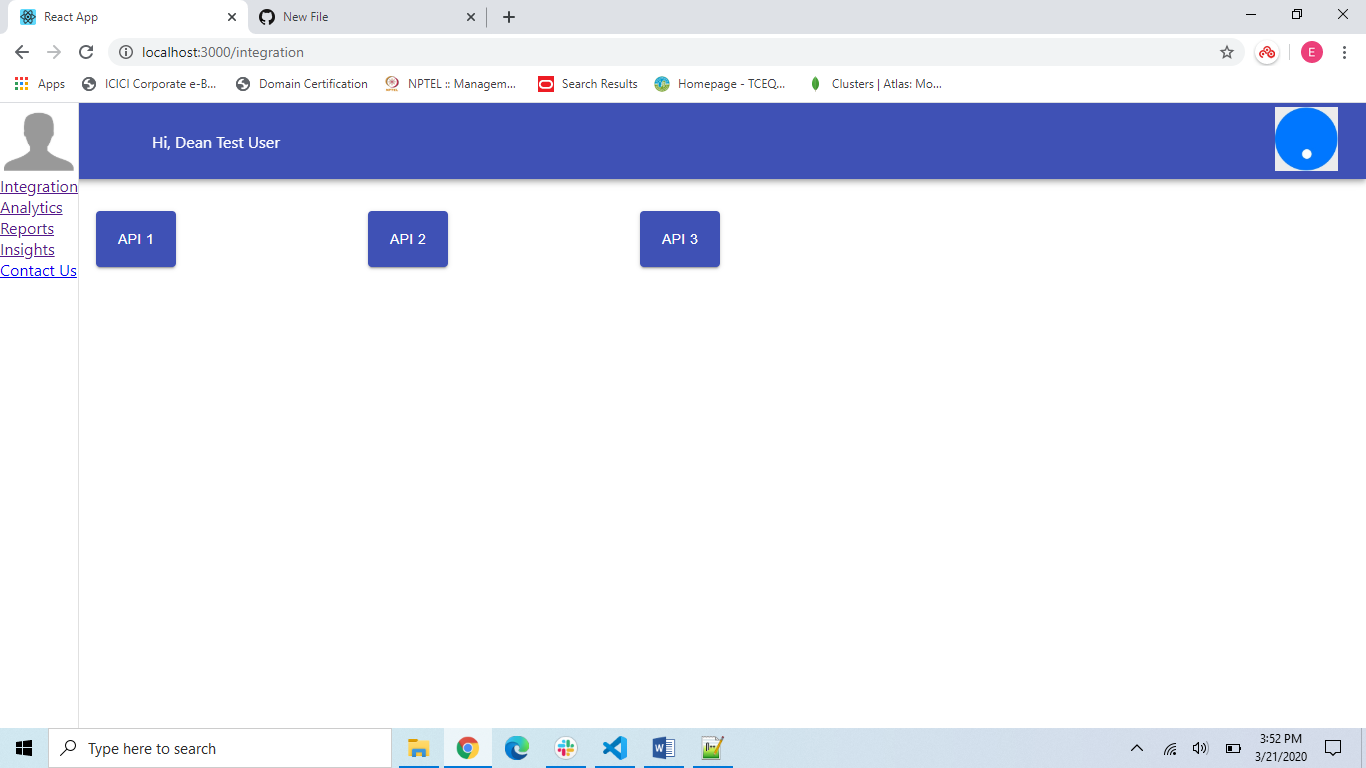 React App
New File
localhost:3000/integration
E
Apps
ICICI Corporate e-B...
Domain Certification
NPTEL :: Managem...
Search Results
Homepage - TCEQ...
Clusters | Atlas: Mo...
Hi, Dean Test User
Integration
Analytics
Reports
Insights
Contact Us
API 1
API 2
API 3
Type here to search
3:52 PM
3/21/2020